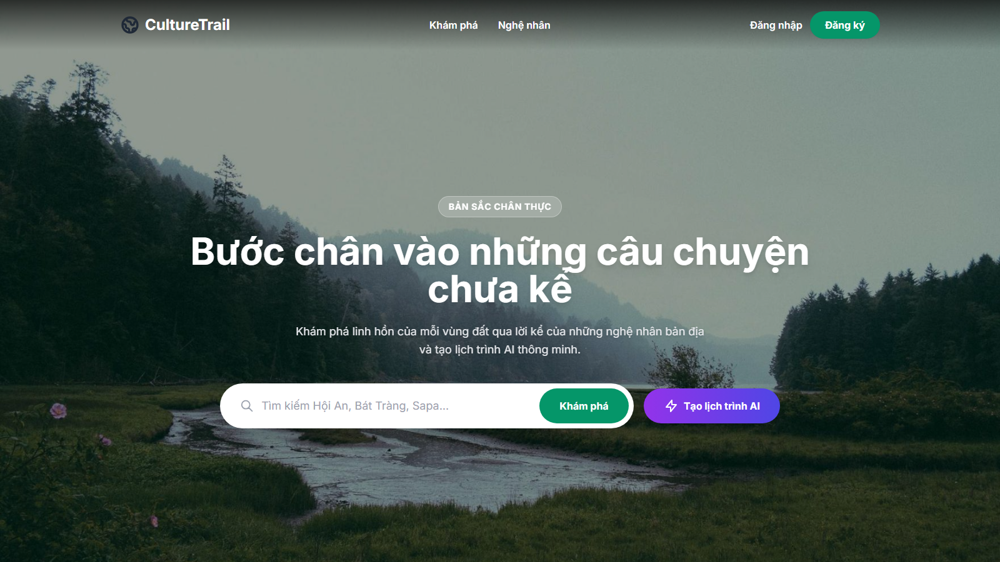 CultureTrail
Khám phá
Nghệ nhân
Đăng nhập
Đăng ký
BẢN SẮC CHÂN THỰC
Bước chân vào những câu chuyện
chưa kể
Khám phá linh hồn của mỗi vùng đất qua lời kể của những nghệ nhân bản địa
và tạo lịch trình AI thông minh.
Tìm kiếm Hội An, Bát Tràng, Sapa...
Khám phá
Tạo lịch trình AI